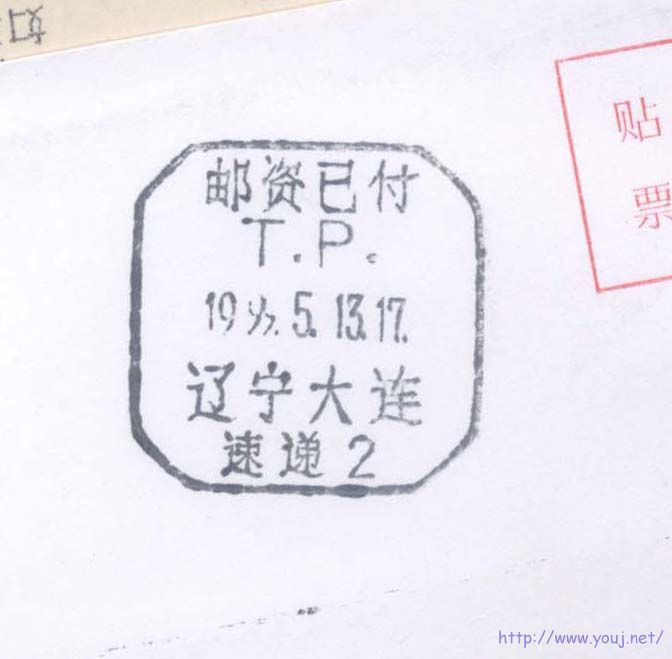 邮资已付
T.P.
19 5.13.17.
辽宁大连
速递 2
贴
票
http://www.youj.net/